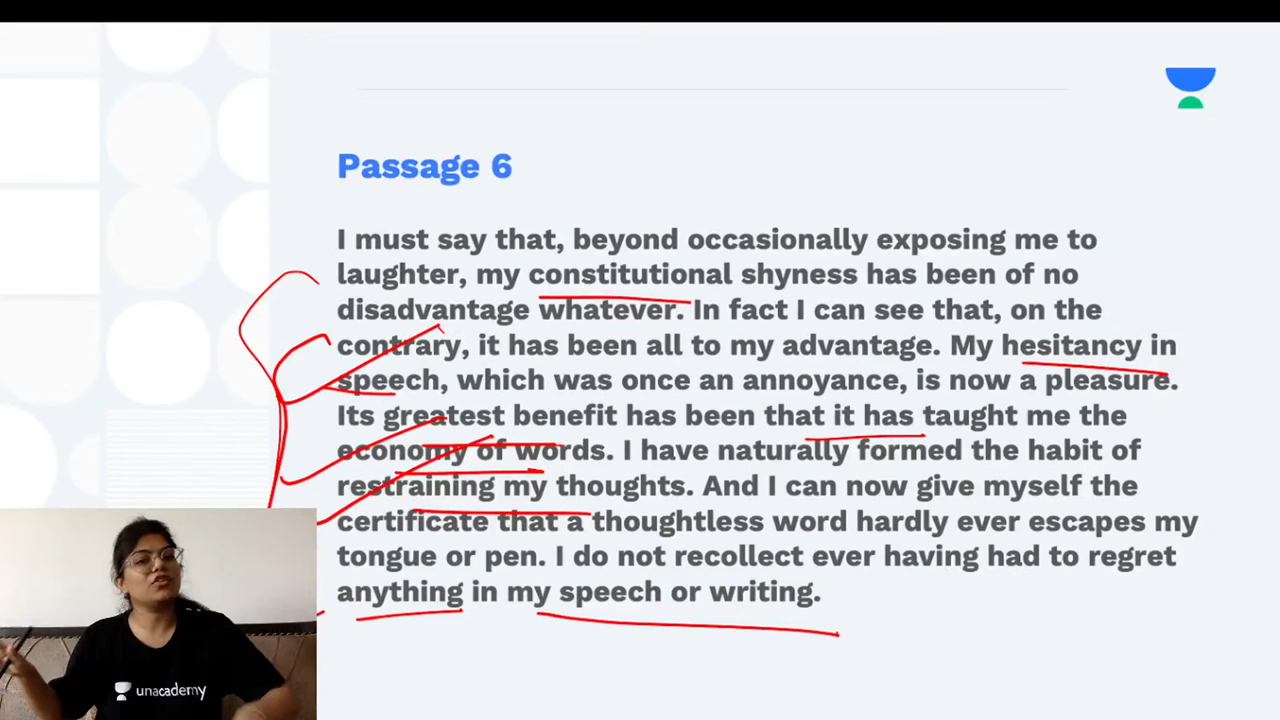 Passage 6
I must say that, beyond occasionally exposing me to
laughter, my constitutional shyness has been of no
disadvantage whatever. In fact I can see that, on the
contrary, it has been all to my advantage. My hesitancy in
speech, which was once an annoyance, is now a pleasure.
Its greatest benefit has been that it has taught me the
economy of words. I have naturally formed the habit of
restraining my thoughts. And I can now give myself the
certificate that a thoughtless word hardly ever escapes my
tongue or pen. I do not recollect ever having had to regret
anything in my speech or writing.
unacademy